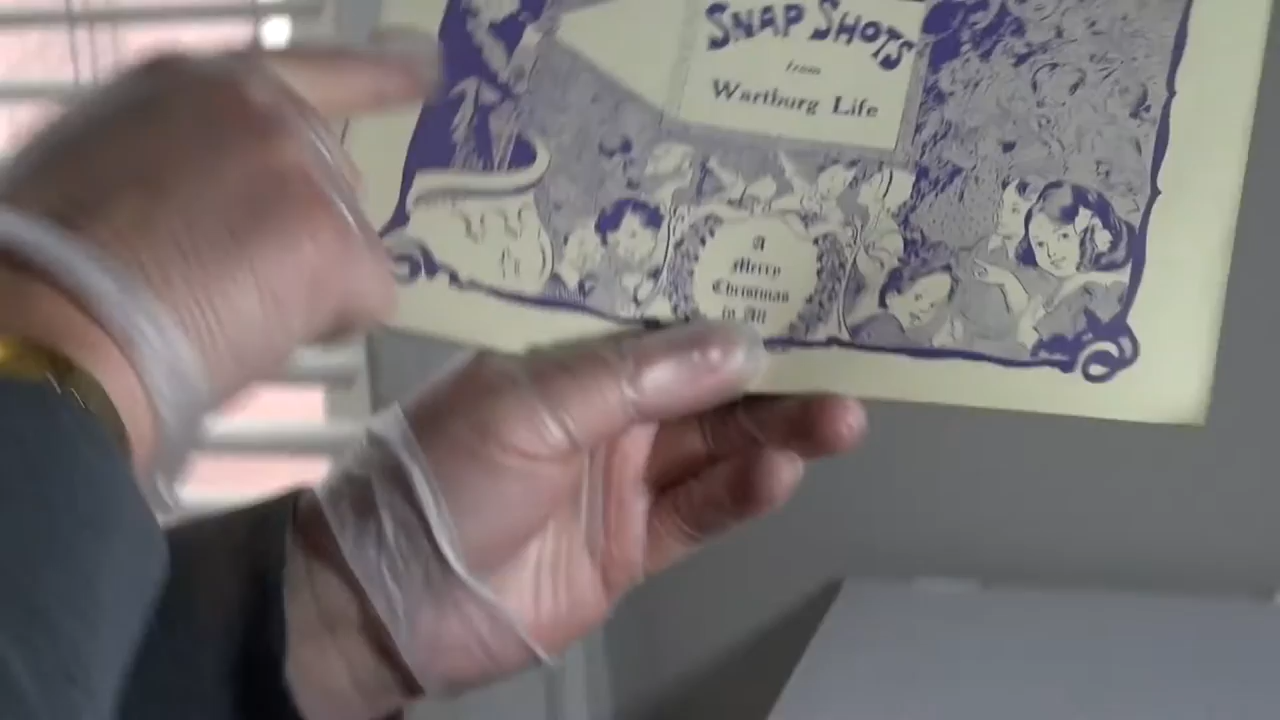 SNAP SHOTS
from
Wartburg Life
A
Merry
Christmas
to All